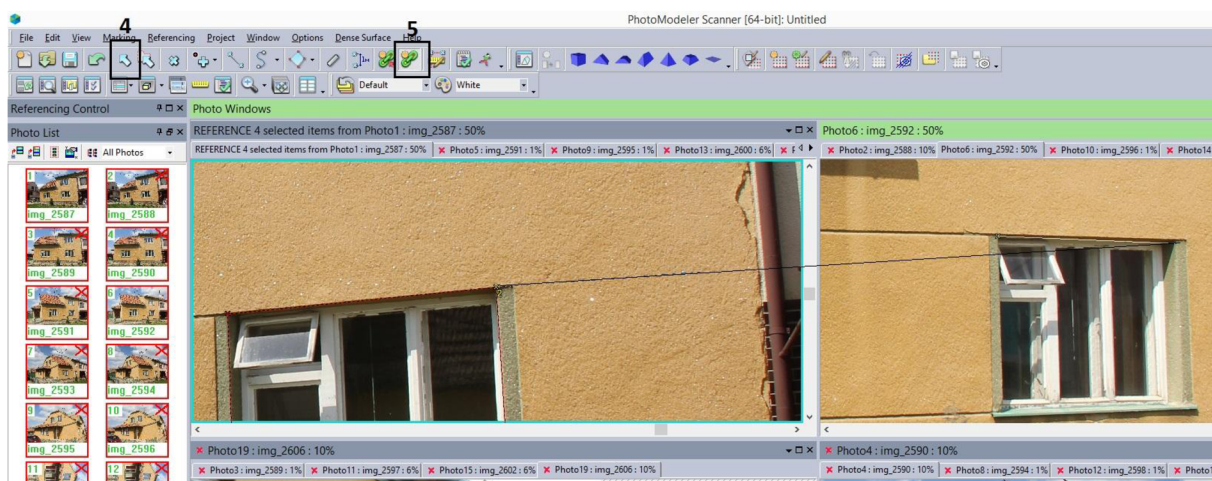 PhotoModeler Scanner [64-bit]: Untitled
4
5
File Edit View Marking Referencing Project Window Options Dense Surface Help
Default White
Referencing Control
Photo Windows
Photo List
REFERENCE 4 selected items from Photo1 : img_2587 : 50%
Photo6 : img_2592 : 50%
All Photos
REFERENCE 4 selected items from Photo1 : img_2587 : 50% Photo5 : img_2591 : 1% Photo9 : img_2595 : 1% Photo13 : img_2600 : 6%
Photo2 : img_2588 : 10% Photo6 : img_2592 : 50% Photo10 : img_2596 : 1% Photo14
1 2
img_2587 img_2588
3 4
img_2589 img_2590
5 6
img_2591 img_2592
7 8
img_2593 img_2594
9 10
img_2595 img_2596
11 12
Photo19 : img_2606 : 10%
Photo4 : img_2590 : 10%
Photo3 : img_2589 : 1% Photo11 : img_2597 : 6% Photo15 : img_2602 : 6% Photo19 : img_2606 : 10%
Photo4 : img_2590 : 10% Photo8 : img_2594 : 1% Photo12 : img_2598 : 1%